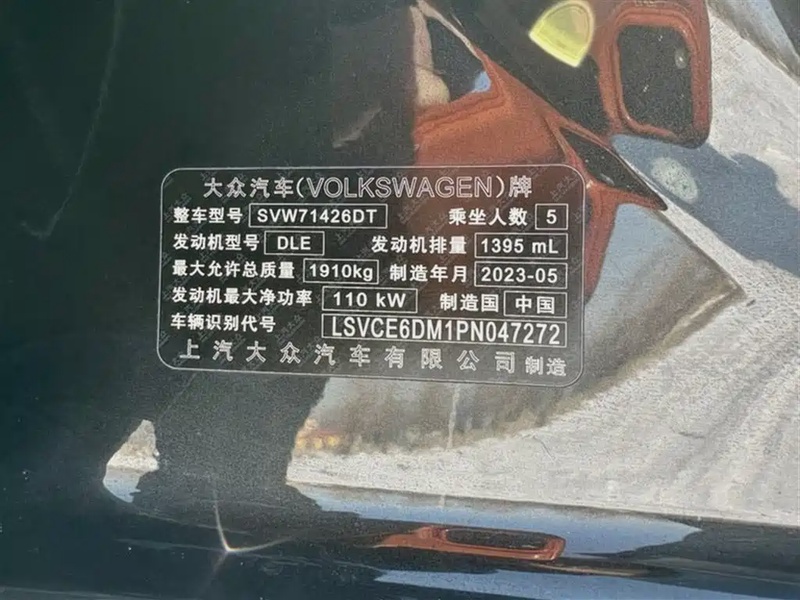 大众汽车(VOLKSWAGEN)牌
整车型号 SVW71426DT 乘坐人数 5
发动机型号 DLE 发动机排量 1395 mL
最大允许总质量 1910kg 制造年月 2023-05
发动机最大净功率 110 kW 制造国 中国
车辆识别代号 LSVCE6DM1PN047272
上汽大众汽车有限公司 制造